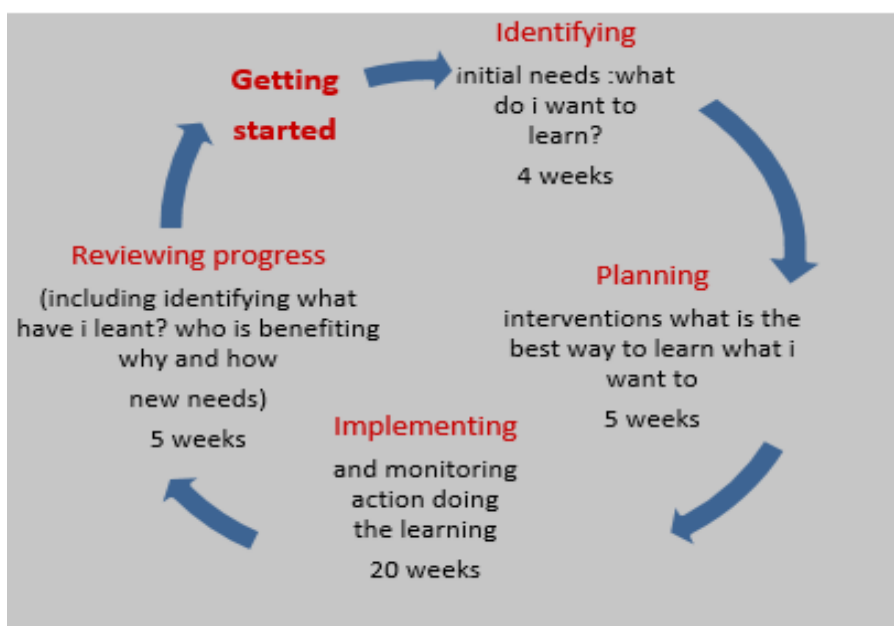 Getting
started
Identifying
initial needs :what
do i want to
learn?
4 weeks
Planning
interventions what is the
best way to learn what i
want to
5 weeks
Implementing
and monitoring
action doing
the learning
20 weeks
Reviewing progress
(including identifying what
have i leant? who is benefiting
why and how
new needs)
5 weeks